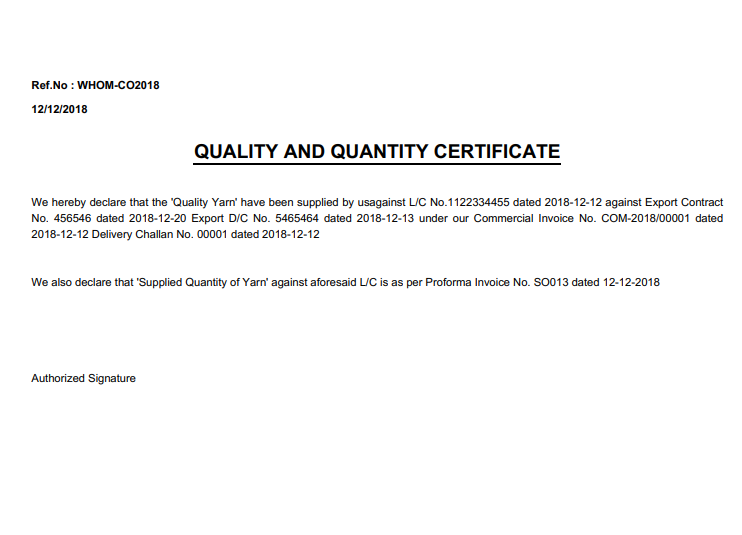 Ref.No : WHOM-CO2018
12/12/2018
QUALITY AND QUANTITY CERTIFICATE
We hereby declare that the 'Quality Yarn' have been supplied by usagainst L/C No.1122334455 dated 2018-12-12 against Export Contract
No. 456546 dated 2018-12-20 Export D/C No. 5465464 dated 2018-12-13 under our Commercial Invoice No. COM-2018/00001 dated
2018-12-12 Delivery Challan No. 00001 dated 2018-12-12
We also declare that 'Supplied Quantity of Yarn' against aforesaid L/C is as per Proforma Invoice No. SO013 dated 12-12-2018
Authorized Signature